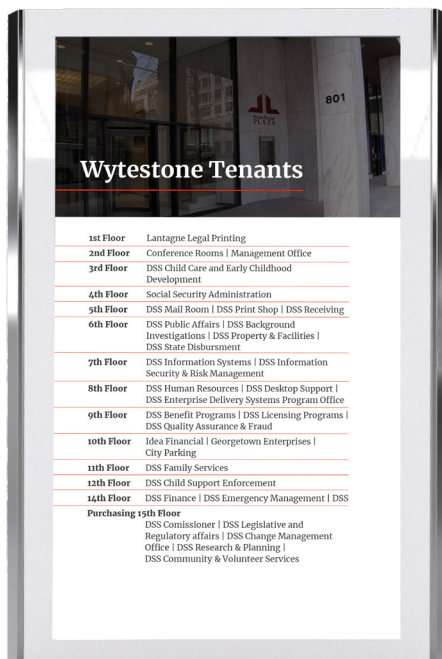 Wytestone
PLAZA
801
Wytestone Tenants
1st Floor Lantagne Legal Printing
2nd Floor Conference Rooms | Management Office
3rd Floor DSS Child Care and Early Childhood
Development
4th Floor Social Security Administration
5th Floor DSS Mail Room | DSS Print Shop | DSS Receiving
6th Floor DSS Public Affairs | DSS Background
Investigations | DSS Property & Facilities |
DSS State Disbursment
7th Floor DSS Information Systems | DSS Information
Security & Risk Management
8th Floor DSS Human Resources | DSS Desktop Support |
DSS Enterprise Delivery Systems Program Office
9th Floor DSS Benefit Programs | DSS Licensing Programs |
DSS Quality Assurance & Fraud
10th Floor Idea Financial | Georgetown Enterprises |
City Parking
11th Floor DSS Family Services
12th Floor DSS Child Support Enforcement
14th Floor DSS Finance | DSS Emergency Management | DSS
Purchasing 15th Floor
DSS Comissioner | DSS Legislative and
Regulatory affairs | DSS Change Management
Office | DSS Research & Planning |
DSS Community & Volunteer Services